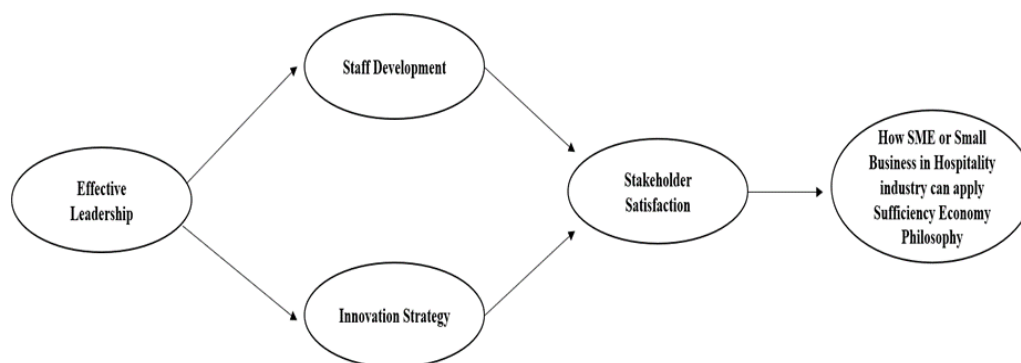 Staff Development
Effective
Leadership
Innovation Strategy
Stakeholder
Satisfaction
How SME or Small
Business in Hospitality
industry can apply
Sufficiency Economy
Philosophy